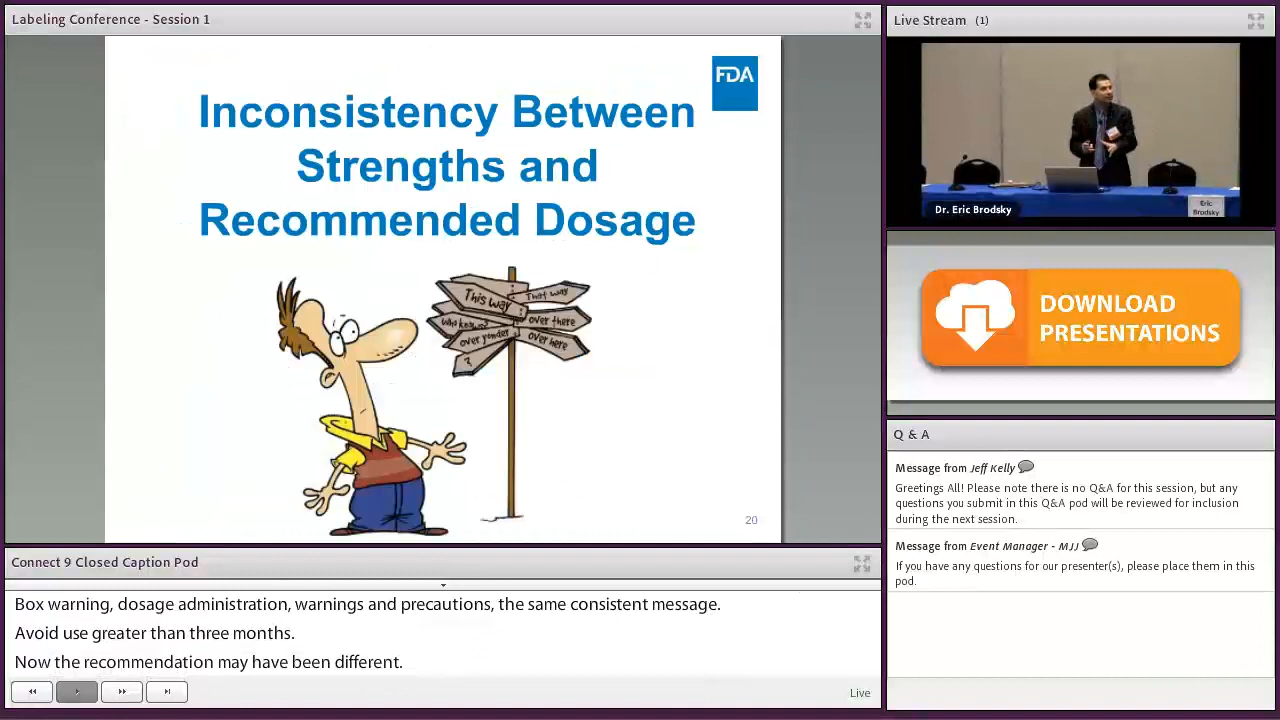 Labeling Conference - Session 1
FDA
Inconsistency Between
Strengths and
Recommended Dosage
This way
That way
who knows?
over there
over yonder
over here
?
20
Connect 9 Closed Caption Pod
Box warning, dosage administration, warnings and precautions, the same consistent message.
Avoid use greater than three months.
Now the recommendation may have been different.
Live
Live Stream (1)
Dr. Eric Brodsky
Eric
Brodsky
DOWNLOAD
PRESENTATIONS
Q & A
Message from Jeff Kelly
Greetings All! Please note there is no Q&A for this session, but any
questions you submit in this Q&A pod will be reviewed for inclusion
during the next session.
Message from Event Manager - MJJ
If you have any questions for our presenter(s), please place them in this
pod.